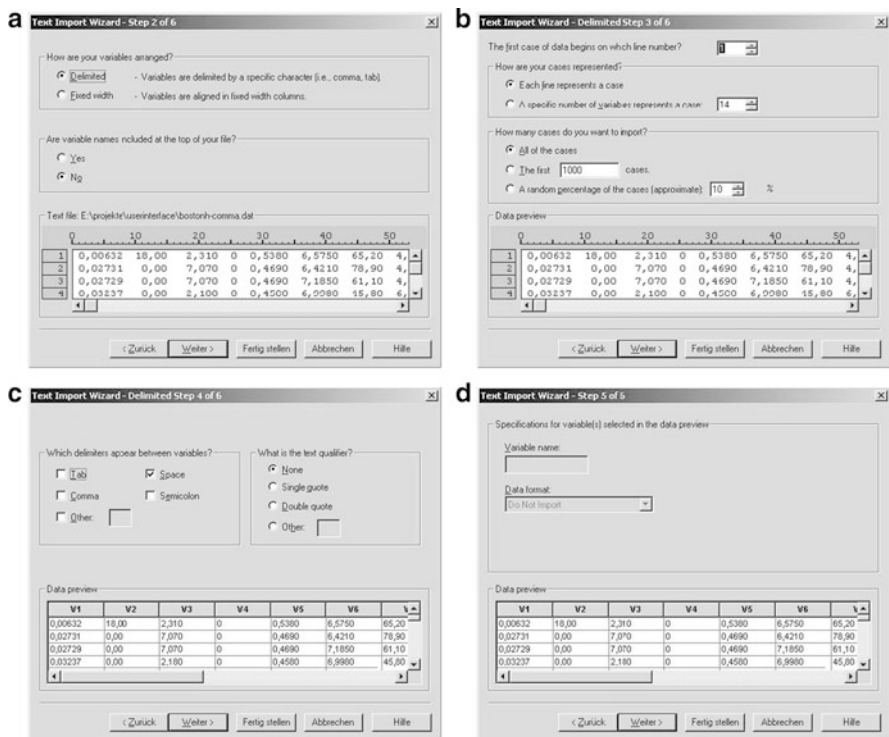 a
Text Import Wizard - Step 2 of 6
How are your variables arranged?
Delimited - Variables are delimited by a specific character (i.e., comma, tab).
Fixed width - Variables are aligned in fixed width columns.
Are variable names included at the top of your file?
Yes
No
Text file: E:\projekte\userinterface\bostonh-comma.dat
0 10 20 30 40 50
1 0,00632 18,00 2,310 0 0,5380 6,5750 65,20 4,
2 0,02731 0,00 7,070 0 0,4690 6,4210 78,90 4,
3 0,02729 0,00 7,070 0 0,4690 7,1850 61,10 4,
4 0,03237 0,00 6,
< Zurück Weiter > Fertig stellen Abbrechen Hilfe
b
Text Import Wizard - Delimited Step 3 of 6
The first case of data begins on which line number? 1
How are your cases represented?
Each line represents a case
A specific number of variables represents a case: 14
How many cases do you want to import?
All of the cases
The first 1000 cases.
A random percentage of the cases (approximate): 10 %
Data preview
0 10 20 30 40 50
1 0,00632 18,00 2,310 0 0,5380 6,5750 65,20 4,
2 0,02731 0,00 7,070 0 0,4690 6,4210 78,90 4,
3 0,02729 0,00 7,070 0 0,4690 7,1850 61,10 4,
4 0,03237 0,00 6,
< Zurück Weiter > Fertig stellen Abbrechen Hilfe
c
Text Import Wizard - Delimited Step 4 of 6
Which delimiters appear between variables?
Tab Space
Comma Semicolon
Other:
What is the text qualifier?
None
Single quote
Double quote
Other:
Data preview
V1 V2 V3 V4 V5 V6
0,00632 18,00 2,310 0 0,5380 6,5750 65,20
0,02731 0,00 7,070 0 0,4690 6,4210 78,90
0,02729 0,00 7,070 0 0,4690 7,1850 61,10
0,03237 0,00 2,180 0 0,4580 6,9980 45,80
< Zurück Weiter > Fertig stellen Abbrechen Hilfe
d
Text Import Wizard - Step 5 of 6
Specifications for variable(s) selected in the data preview
Variable name:
Data format:
Do Not Import
Data preview
V1 V2 V3 V4 V5 V6
0,00632 18,00 2,310 0 0,5380 6,5750 65,20
0,02731 0,00 7,070 0 0,4690 6,4210 78,90
0,02729 0,00 7,070 0 0,4690 7,1850 61,10
0,03237 0,00 2,180 0 0,4580 6,9980 45,80
< Zurück Weiter > Fertig stellen Abbrechen Hilfe